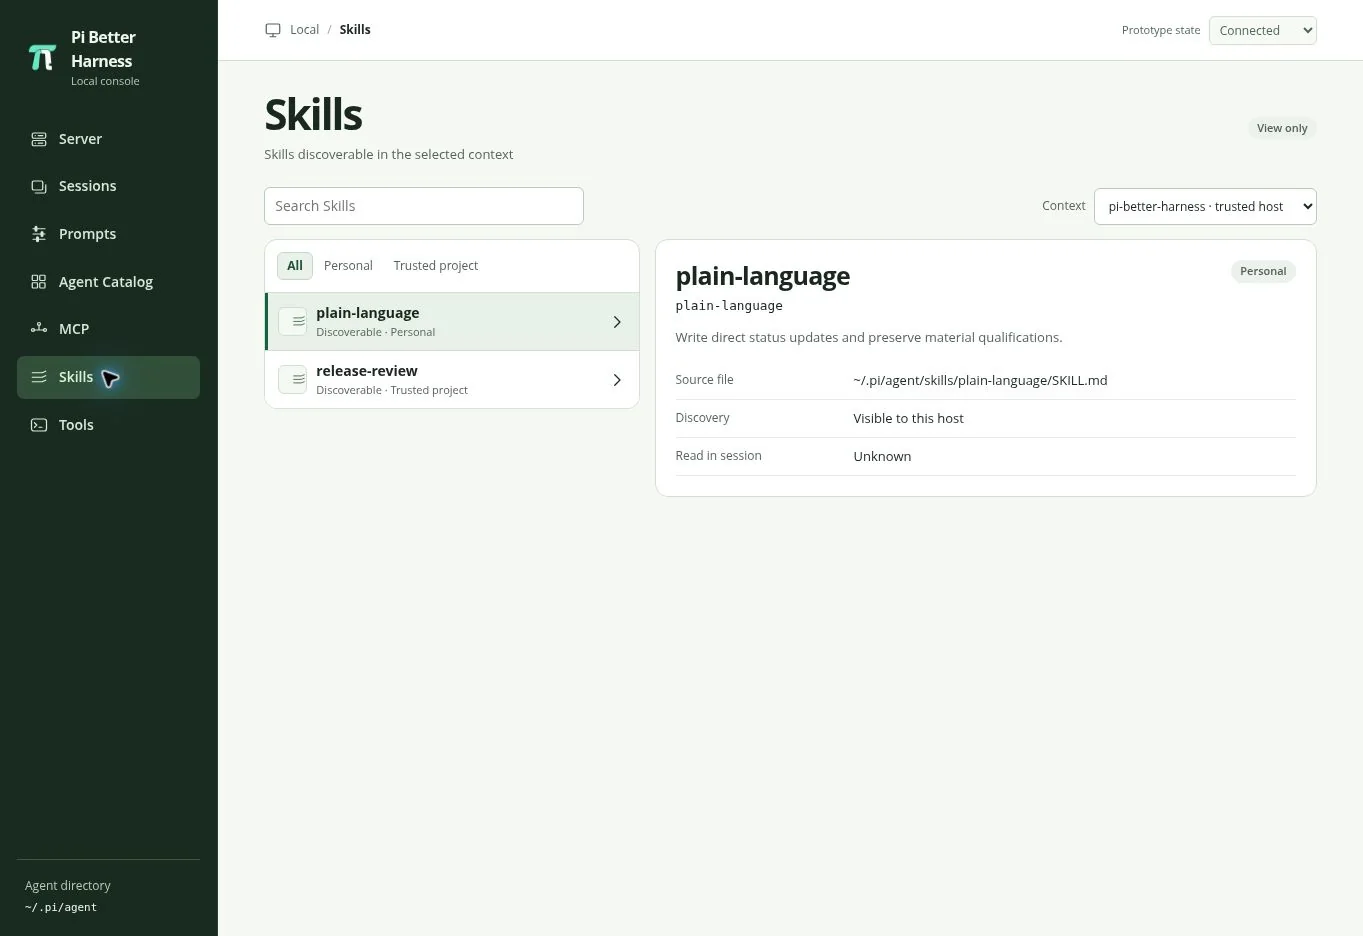 Pi Better
Harness
Local console
Server
Sessions
Prompts
Agent Catalog
MCP
Skills
Tools
Agent directory
~/.pi/agent
Local / Skills
Prototype state
Connected
Skills
Skills discoverable in the selected context
View only
Search Skills
Context
pi-better-harness · trusted host
All
Personal
Trusted project
plain-language
Discoverable · Personal
release-review
Discoverable · Trusted project
plain-language
Personal
plain-language
Write direct status updates and preserve material qualifications.
Source file
~/.pi/agent/skills/plain-language/SKILL.md
Discovery
Visible to this host
Read in session
Unknown